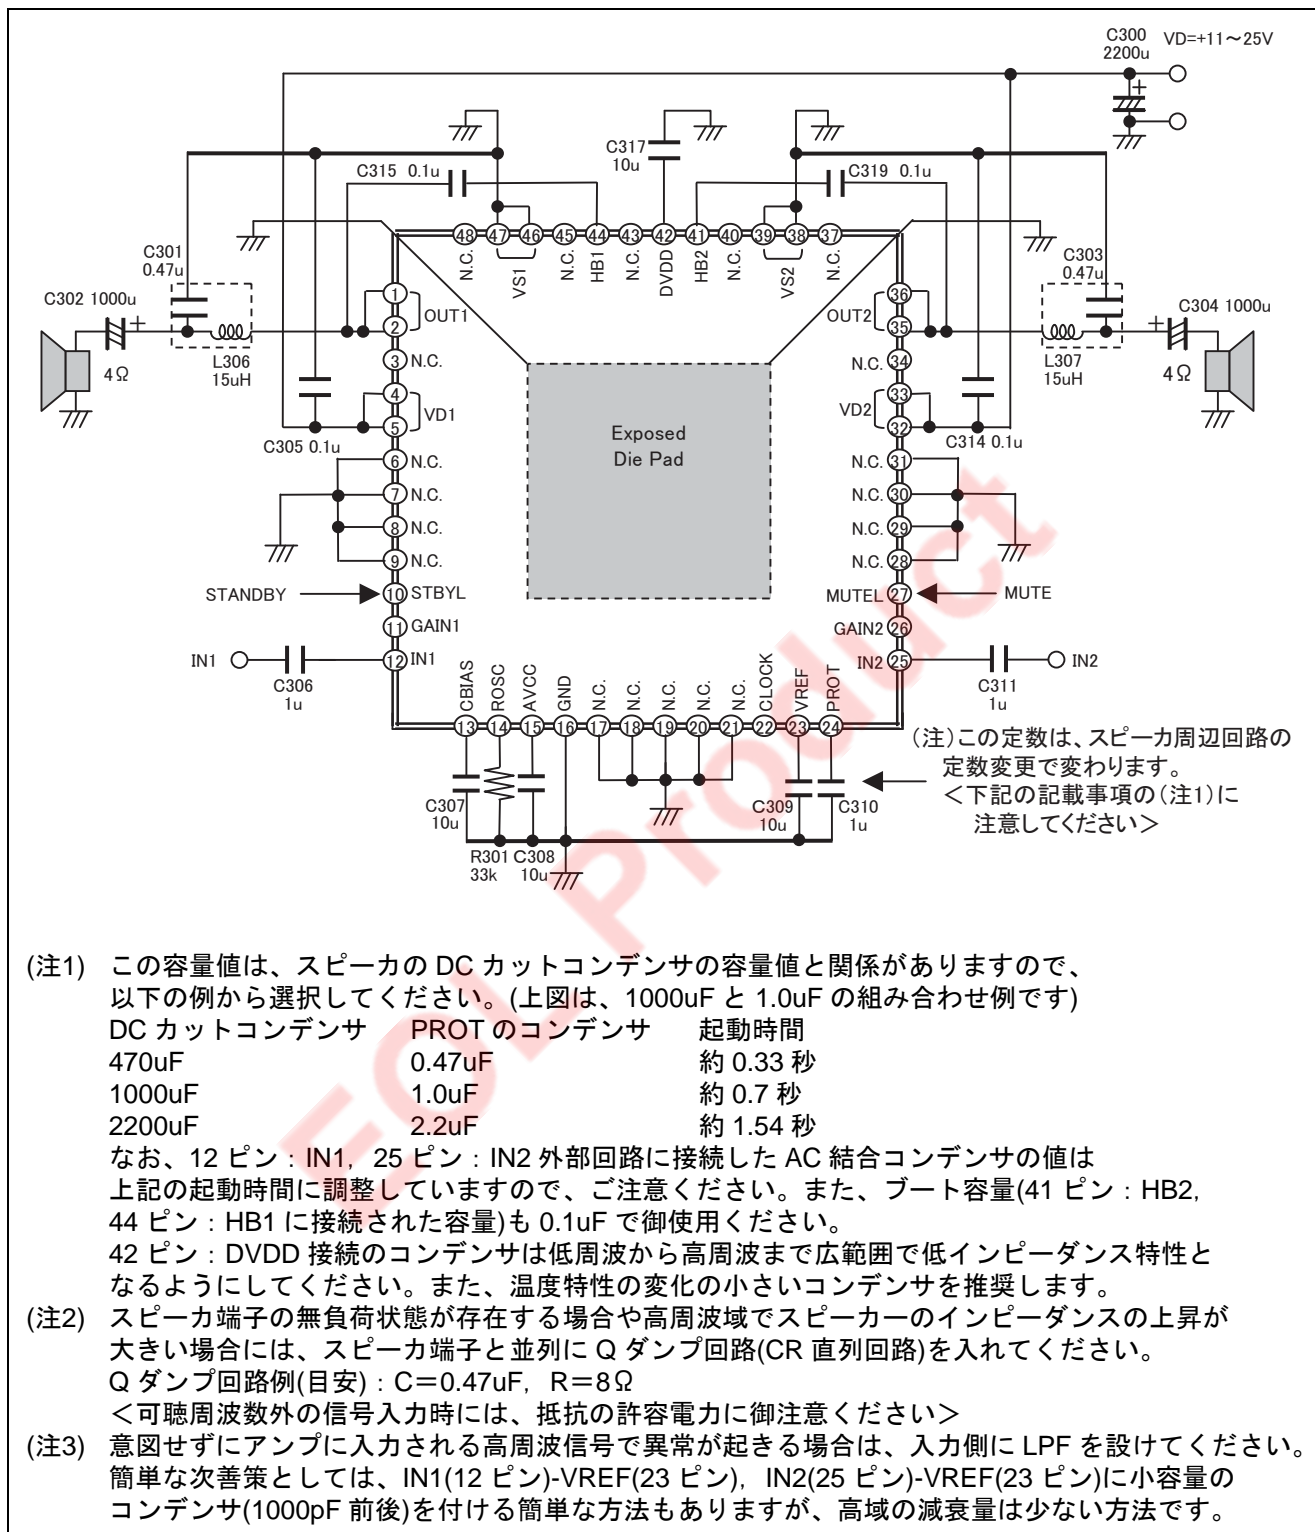 C300
2200u
VD=+11～25V
C317
10u
C315 0.1u
C319 0.1u
C301
0.47u
C303
0.47u
C302 1000u
C304 1000u
48 47 46 45 44 43 42 41 40 39 38 37
N.C.
VS1
N.C.
HB1
N.C.
DVDD
HB2
N.C.
VS2
N.C.
1
2
OUT1
36
35
OUT2
L306
15uH
L307
15uH
4Ω
4Ω
3 N.C.
N.C. 34
4
5
VD1
33
32
VD2
C305 0.1u
C314 0.1u
Exposed
Die Pad
6 N.C.
7 N.C.
8 N.C.
9 N.C.
N.C. 31
N.C. 30
N.C. 29
N.C. 28
STANDBY
10 STBYL
MUTEL 27
MUTE
11 GAIN1
GAIN2 26
IN1
12 IN1
IN2 25
IN2
C306
1u
C311
1u
CBIAS
ROSC
AVCC
GND
N.C.
N.C.
N.C.
N.C.
N.C.
CLOCK
VREF
PROT
13 14 15 16 17 18 19 20 21 22 23 24
C307
10u
R301
33k
C308
10u
C309
10u
C310
1u
（注）この定数は、スピーカ周辺回路の
定数変更で変わります。
＜下記の記載事項の（注1）に
注意してください＞
(注1) この容量値は、スピーカの DC カットコンデンサの容量値と関係がありますので、
以下の例から選択してください。(上図は、1000uF と 1.0uF の組み合わせ例です)
DC カットコンデンサ PROT のコンデンサ 起動時間
470uF 0.47uF 約 0.33 秒
1000uF 1.0uF 約 0.7 秒
2200uF 2.2uF 約 1.54 秒
なお、12 ピン：IN1，25 ピン：IN2 外部回路に接続した AC 結合コンデンサの値は
上記の起動時間に調整していますので、ご注意ください。また、ブート容量(41 ピン：HB2，
44 ピン：HB1 に接続された容量)も 0.1uF で御使用ください。
42 ピン：DVDD 接続のコンデンサは低周波から高周波まで広範囲で低インピーダンス特性と
なるようにしてください。また、温度特性の変化の小さいコンデンサを推奨します。
(注2) スピーカ端子の無負荷状態が存在する場合や高周波域でスピーカーのインピーダンスの上昇が
大きい場合には、スピーカ端子と並列に Q ダンプ回路(CR 直列回路)を入れてください。
Q ダンプ回路例(目安)：C＝0.47uF，R＝8Ω
＜可聴周波数外の信号入力時には、抵抗の許容電力に御注意ください＞
(注3) 意図せずにアンプに入力される高周波信号で異常が起きる場合は、入力側に LPF を設けてください。
簡単な次善策としては、IN1(12 ピン)-VREF(23 ピン)，IN2(25 ピン)-VREF(23 ピン)に小容量の
コンデンサ(1000pF 前後)を付ける簡単な方法もありますが、高域の減衰量は少ない方法です。
EOL Product